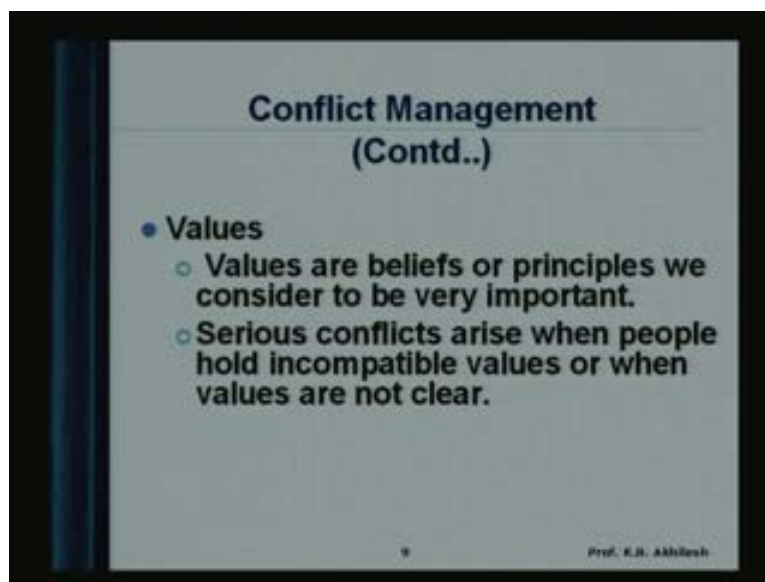 Conflict Management
(Contd..)
Values
Values are beliefs or principles we
consider to be very important.
Serious conflicts arise when people
hold incompatible values or when
values are not clear.
9
Prof. K.B. Akhilesh